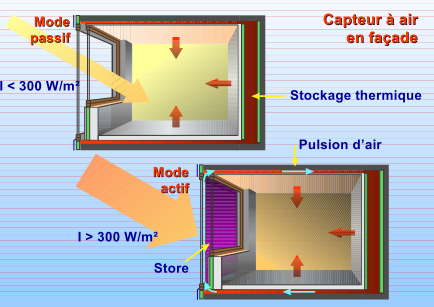 Mode
passif
Capteur à air
en façade
I < 300 W/m²
Stockage thermique
Pulsion d'air
Mode
actif
I > 300 W/m²
Store